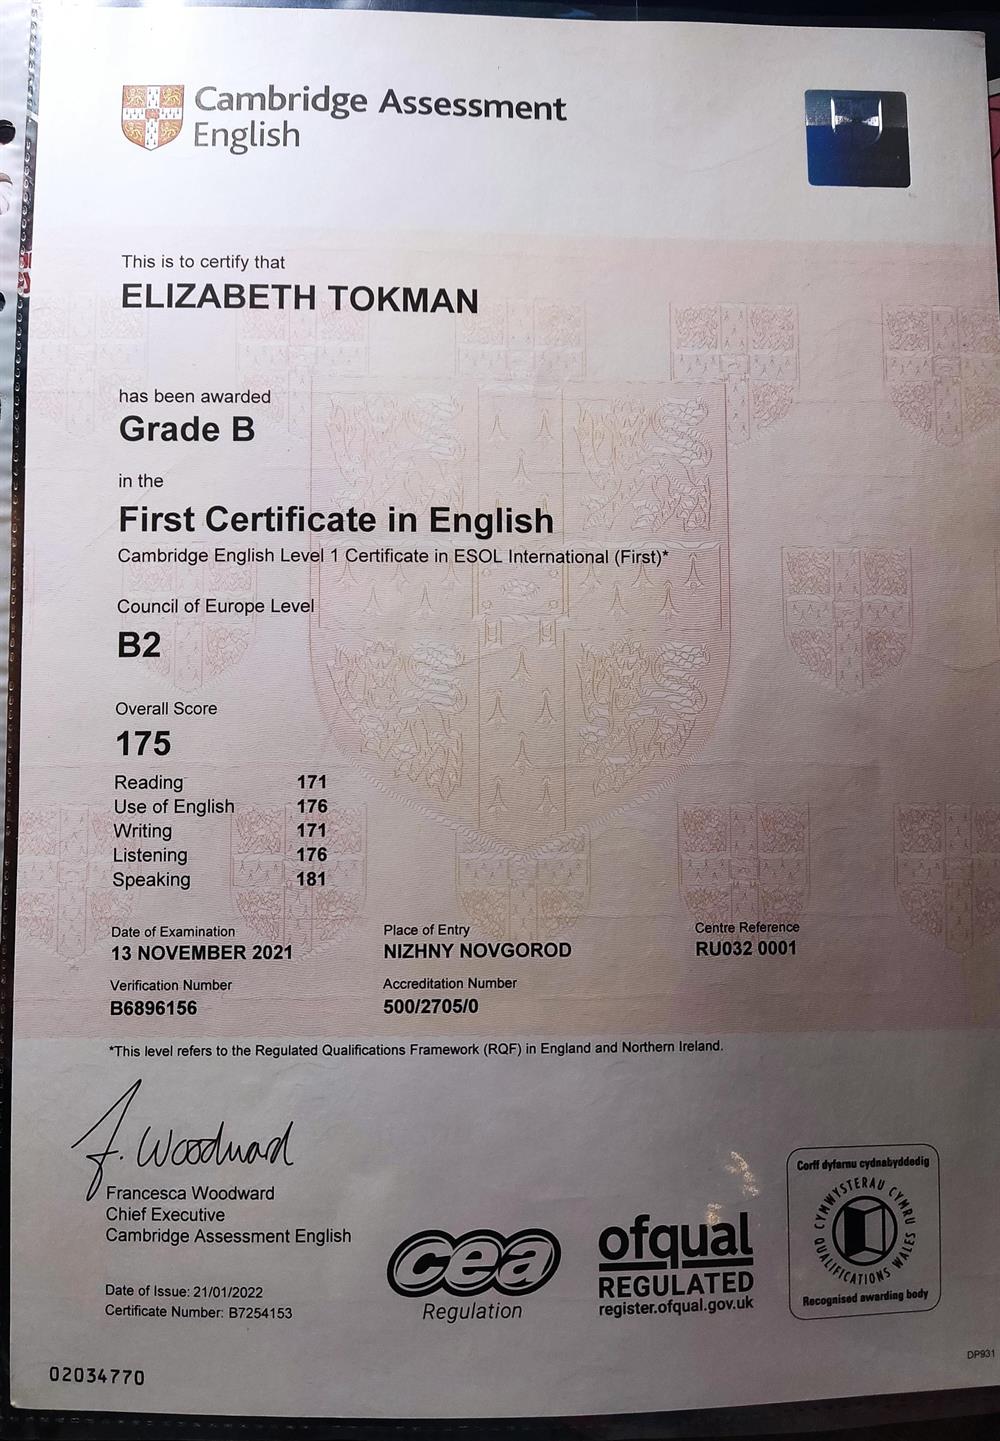 Cambridge Assessment
English
This is to certify that
ELIZABETH TOKMAN
has been awarded
Grade B
in the
First Certificate in English
Cambridge English Level 1 Certificate in ESOL International (First)*
Council of Europe Level
B2
Overall Score
175
Reading 171
Use of English 176
Writing 171
Listening 176
Speaking 181
Date of Examination Place of Entry Centre Reference
13 NOVEMBER 2021 NIZHNY NOVGOROD RU032 0001
Verification Number Accreditation Number
B6896156 500/2705/0
*This level refers to the Regulated Qualifications Framework (RQF) in England and Northern Ireland.
F. Woodward
Francesca Woodward
Chief Executive
Cambridge Assessment English
Date of Issue: 21/01/2022
Certificate Number: B7254153
cea
Regulation
ofqual
REGULATED
register.ofqual.gov.uk
Corff dyfarnu cydnabyddedig
CYMWYSTERAU CYMRU
QUALIFICATIONS WALES
Recognised awarding body
DP931
02034770